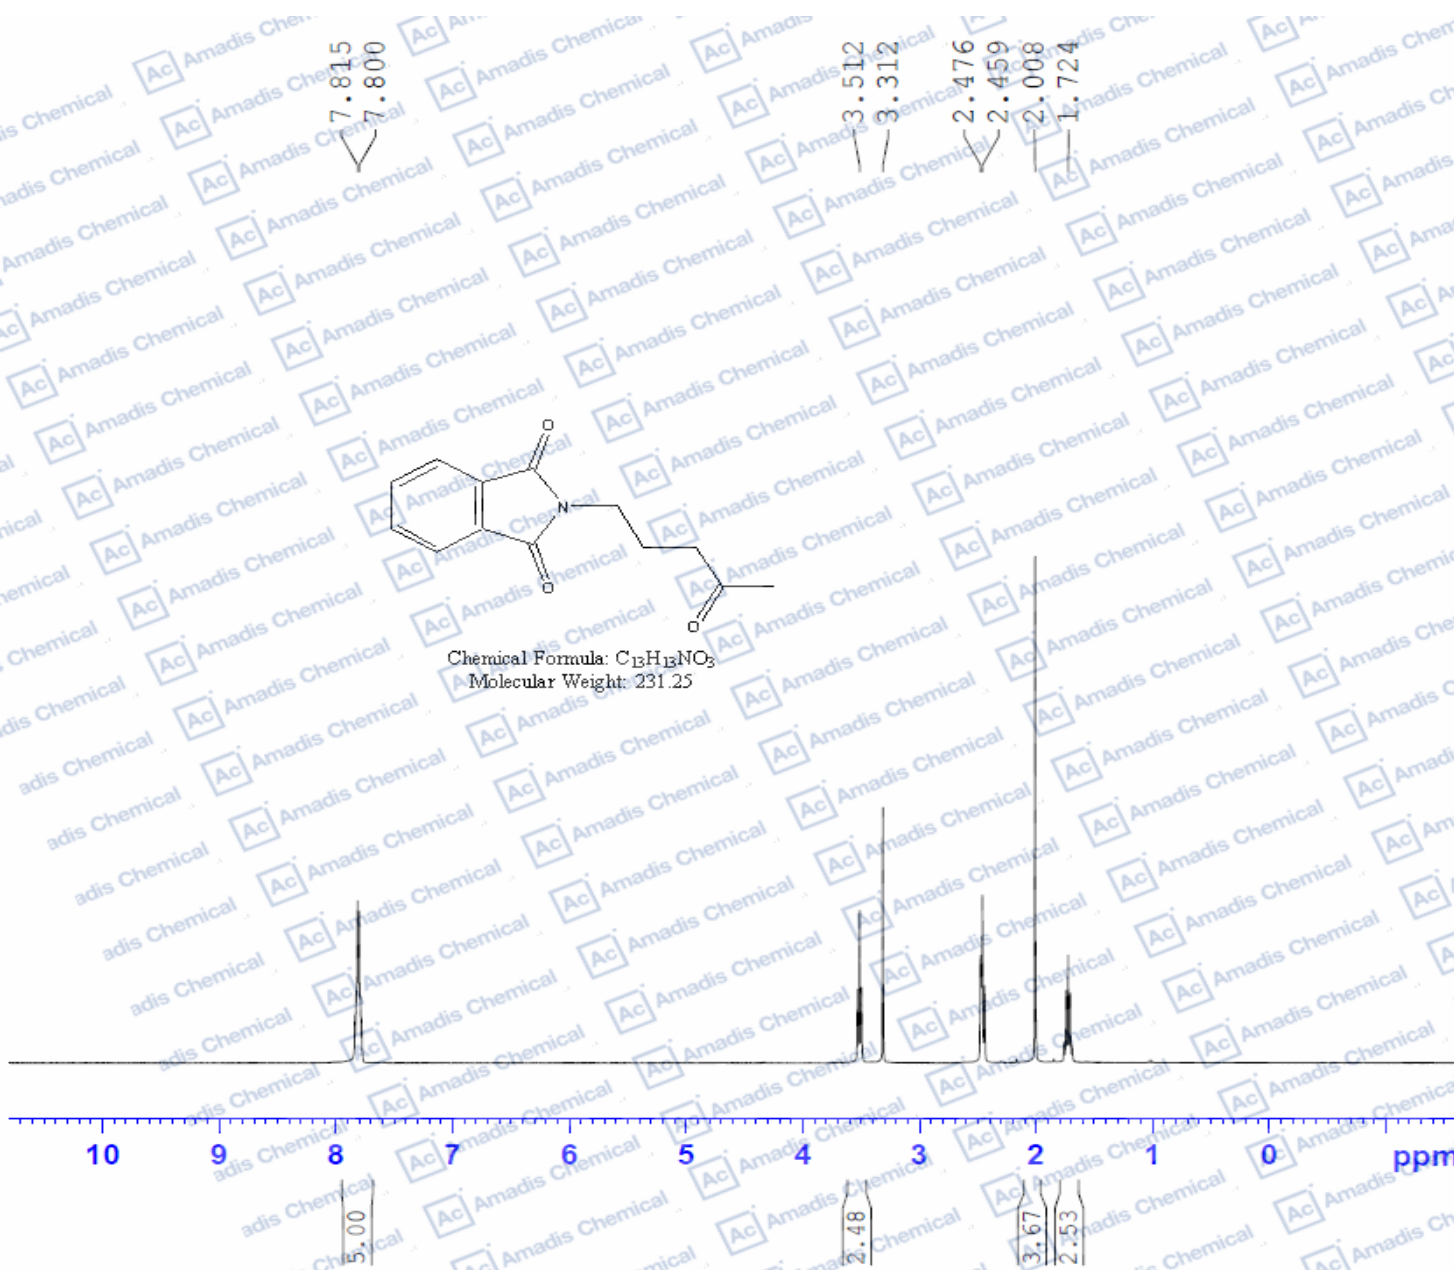 7.815
7.800
3.512
3.312
2.476
2.459
2.008
1.724
O
N
O
O
Chemical Formula: C₁₃H₁₃NO₃
Molecular Weight: 231.25
10 9 8 7 6 5 4 3 2 1 0 ppm
5.00
2.48
3.67
2.53
Ac Amadis Chemical